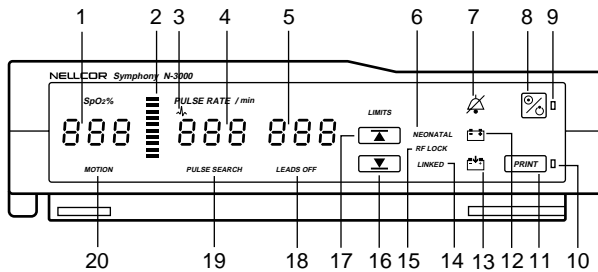 1 2 3 4 5 6 7 8 9
NELLCOR Symphony N-3000
SpO2% PULSE RATE / min
LIMITS
888 888 888
NEONATAL
RF LOCK
LINKED
PRINT
MOTION PULSE SEARCH LEADS OFF
20 19 18 17 16 15 14 13 12 11 10